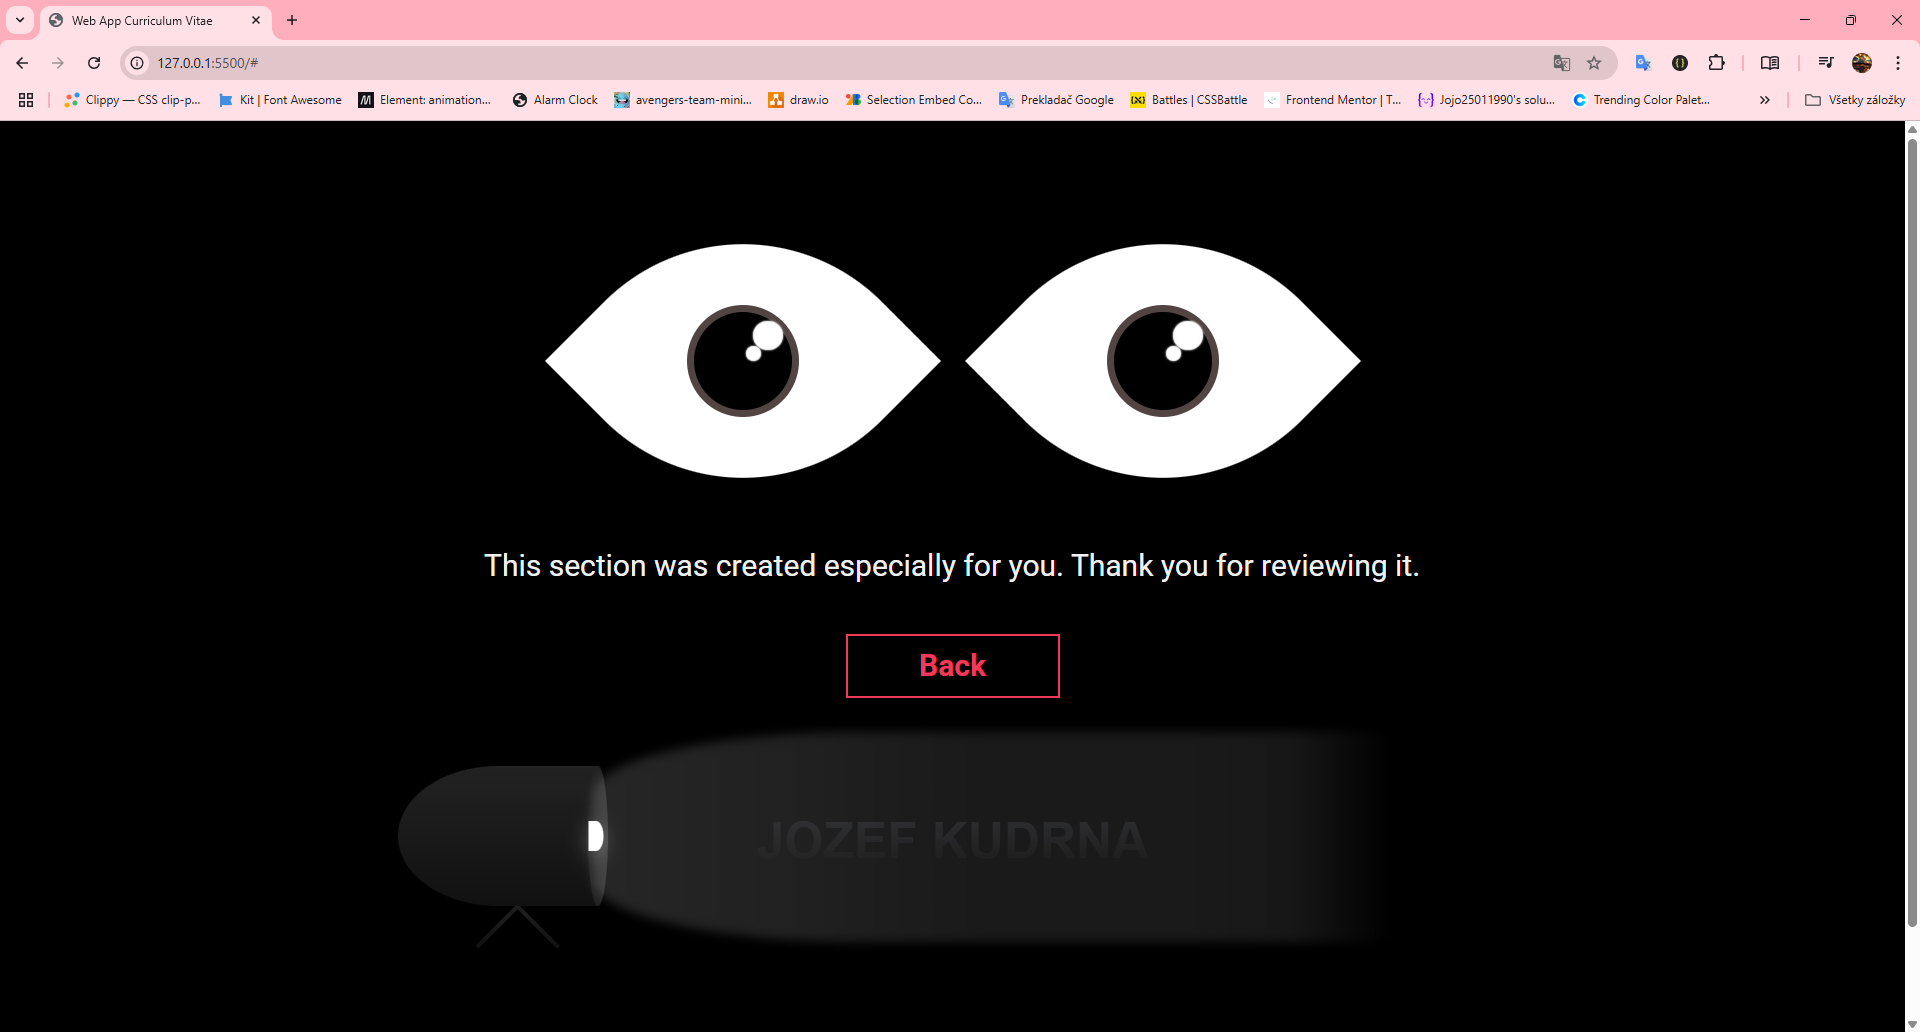 Web App Curriculum Vitae
127.0.0.1:5500/#
Clippy — CSS clip-p... Kit | Font Awesome Element: animation... Alarm Clock avengers-team-mini... draw.io Selection Embed Co... Prekladač Google Battles | CSSBattle Frontend Mentor | T... Jojo25011990's solu... Trending Color Palet... Všetky záložky
This section was created especially for you. Thank you for reviewing it.
Back
JOZEF KUDRNA